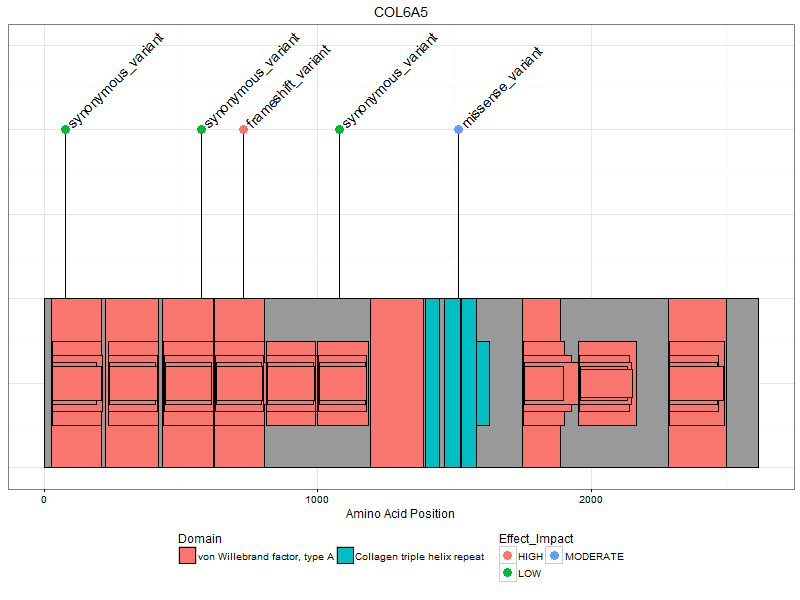 COL6A5
synonymous_variant
synonymous_variant
frameshift_variant
synonymous_variant
missense_variant
0
1000
2000
Amino Acid Position
Domain
von Willebrand factor, type A
Collagen triple helix repeat
Effect_Impact
HIGH
MODERATE
LOW